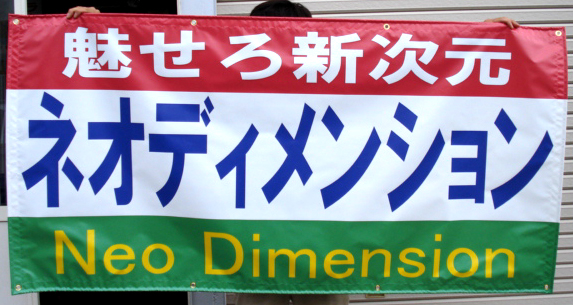 魅せろ新次元
ネオディメンション
Neo Dimension